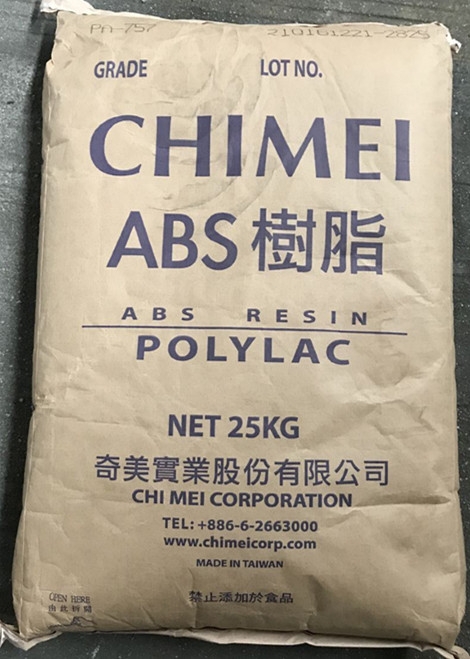 PA-757 210161221-2825
GRADE LOT NO.
CHIMEI
ABS 樹脂
ABS RESIN
POLYLAC
NET 25KG
奇美實業股份有限公司
CHI MEI CORPORATION
TEL: +886-6-2663000
www.chimeicorp.com
MADE IN TAIWAN
OPEN HERE
由此拆開
禁止添加於食品